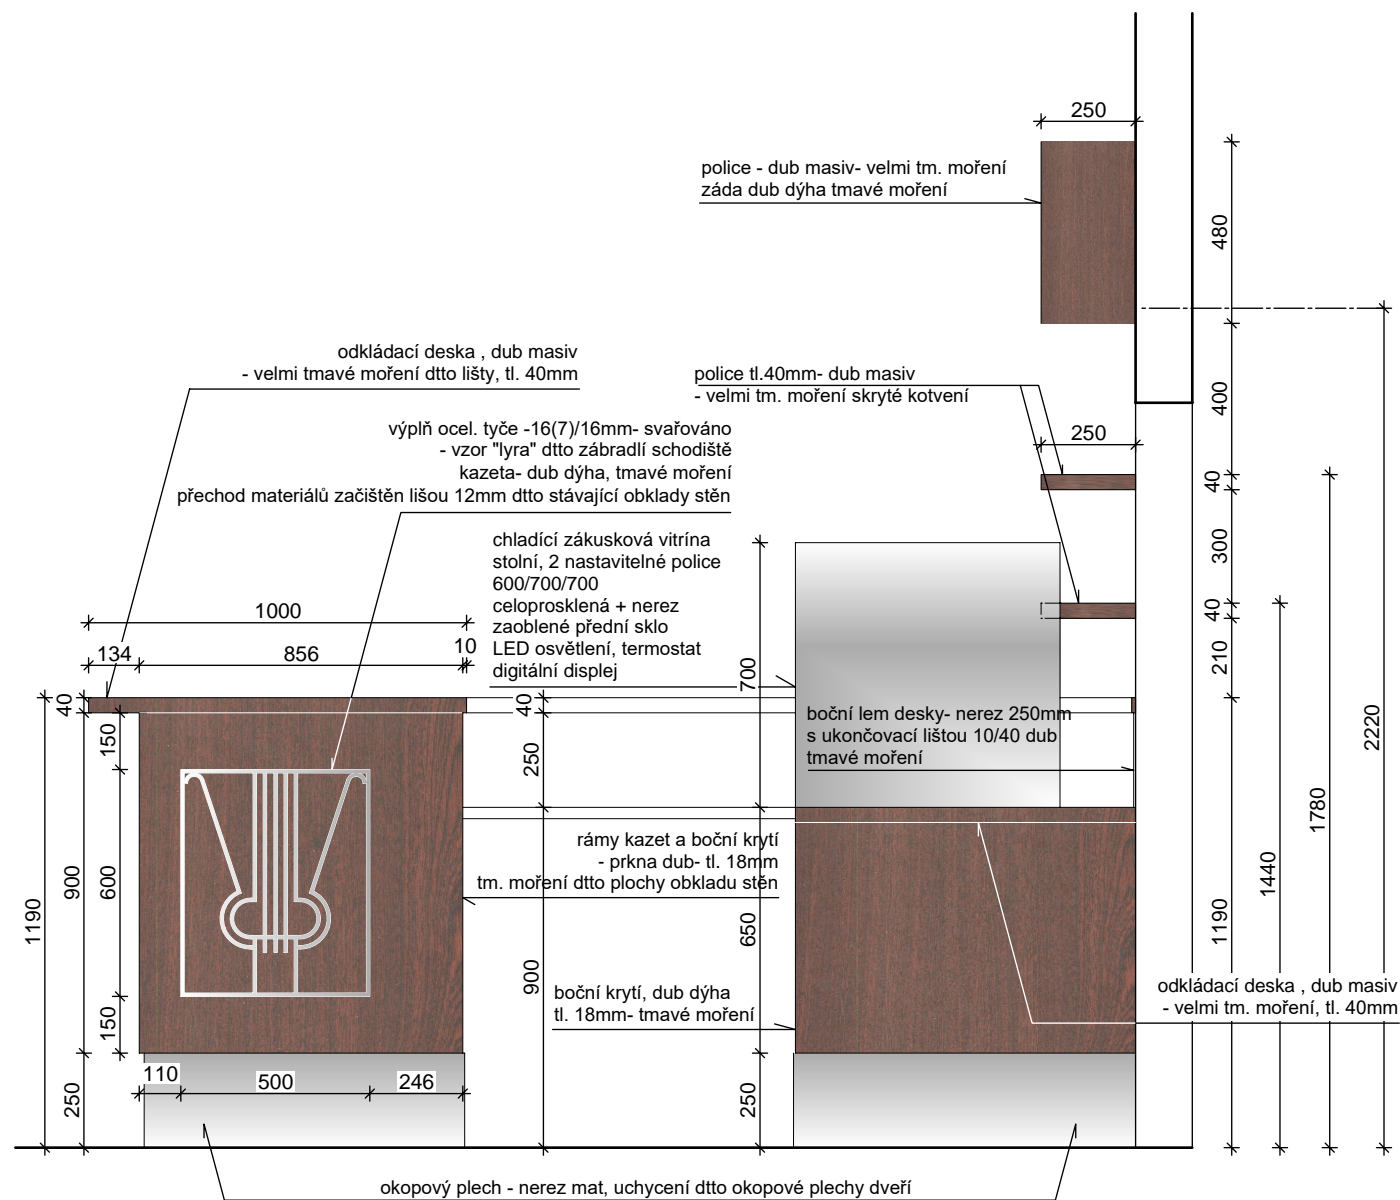 250
police - dub masiv- velmi tm. moření
záda dub dýha tmavé moření
480
odkládací deska , dub masiv
- velmi tmavé moření dtto lišty, tl. 40mm
police tl.40mm- dub masiv
- velmi tm. moření skryté kotvení
400
výplň ocel. tyče -16(7)/16mm- svařováno
- vzor "lyra" dtto zábradlí schodiště
kazeta- dub dýha, tmavé moření
přechod materiálů začištěn lišou 12mm dtto stávající obklady stěn
250
40
300
40
210
chladící zákusková vitrína
stolní, 2 nastavitelné police
600/700/700
celoprosklená + nerez
zaoblené přední sklo
LED osvětlení, termostat
digitální displej
1000
134
856
10
700
40
40
150
250
boční lem desky- nerez 250mm
s ukončovací lištou 10/40 dub
tmavé moření
2220
1780
1440
1190
rámy kazet a boční krytí
- prkna dub- tl. 18mm
tm. moření dtto plochy obkladu stěn
1190
900
600
900
650
odkládací deska , dub masiv
- velmi tm. moření, tl. 40mm
boční krytí, dub dýha
tl. 18mm- tmavé moření
150
110
500
246
250
250
okopový plech - nerez mat, uchycení dtto okopové plechy dveří